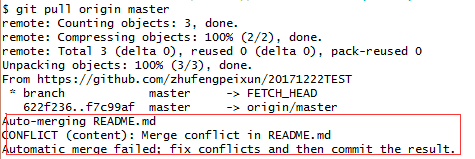 $ git pull origin master
remote: Counting objects: 3, done.
remote: Compressing objects: 100% (2/2), done.
remote: Total 3 (delta 0), reused 0 (delta 0), pack-reused 0
Unpacking objects: 100% (3/3), done.
From https://github.com/zhufengpeixun/20171222TEST
 * branch            master     -> FETCH_HEAD
   622f236..f7c99af  master     -> origin/master
Auto-merging README.md
CONFLICT (content): Merge conflict in README.md
Automatic merge failed; fix conflicts and then commit the result.